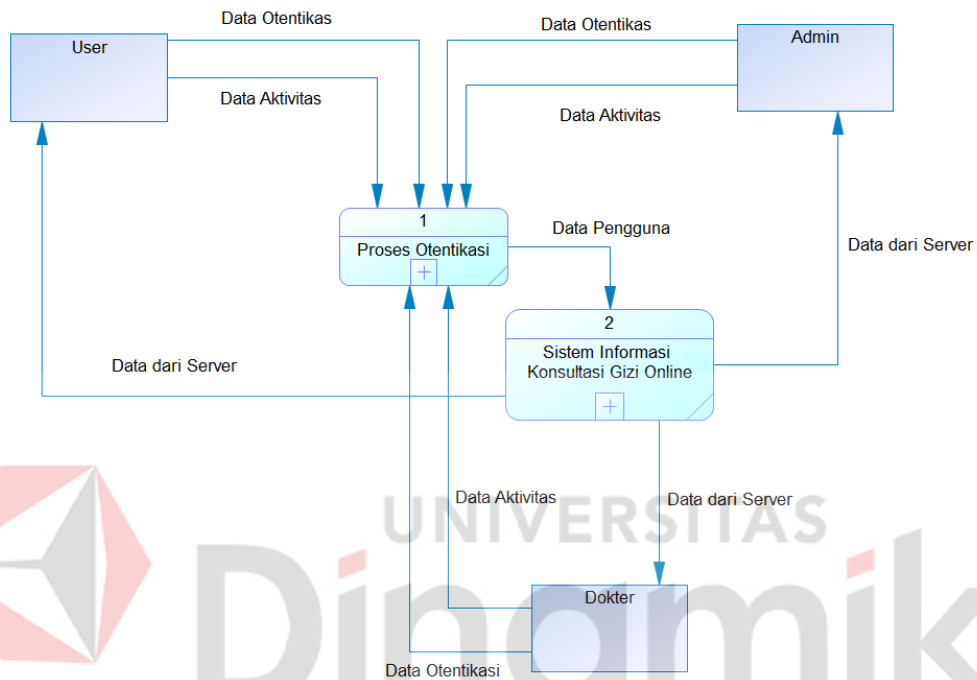 Data Otentikas
User
Data Aktivitas
Data Otentikas
Admin
Data Aktivitas
1
Proses Otentikasi
Data Pengguna
Data dari Server
2
Sistem Informasi
Konsultasi Gizi Online
Data dari Server
Data Aktivitas
Data dari Server
UNIVERSITAS
Dinamik
Dokter
Data Otentikasi